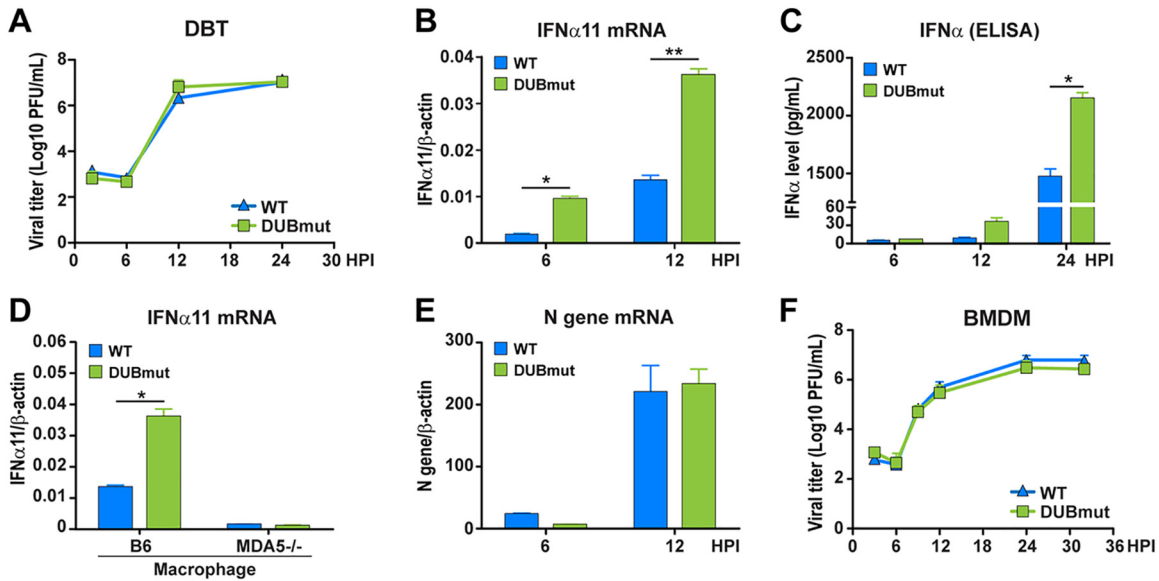 A
DBT
Viral titer (Log10 PFU/mL)
8
6
4
2
0
WT
DUBmut
0 6 12 18 24 30 HPI
B
IFNα11 mRNA
IFNα11/β-actin
0.04
0.03
0.02
0.01
0
WT
DUBmut
*
**
6 12 HPI
C
IFNα (ELISA)
IFNα level (pg/mL)
2500
2000
1500
60
30
0
WT
DUBmut
*
6 12 24 HPI
D
IFNα11 mRNA
IFNα11/β-actin
0.06
0.05
0.04
0.03
0.02
0.01
0
WT
DUBmut
*
B6 MDA5-/-
Macrophage
E
N gene mRNA
N gene/β-actin
300
200
100
0
WT
DUBmut
6 12 HPI
F
BMDM
Viral titer (Log10 PFU/mL)
8
6
4
2
0
WT
DUBmut
0 6 12 18 24 30 36 HPI